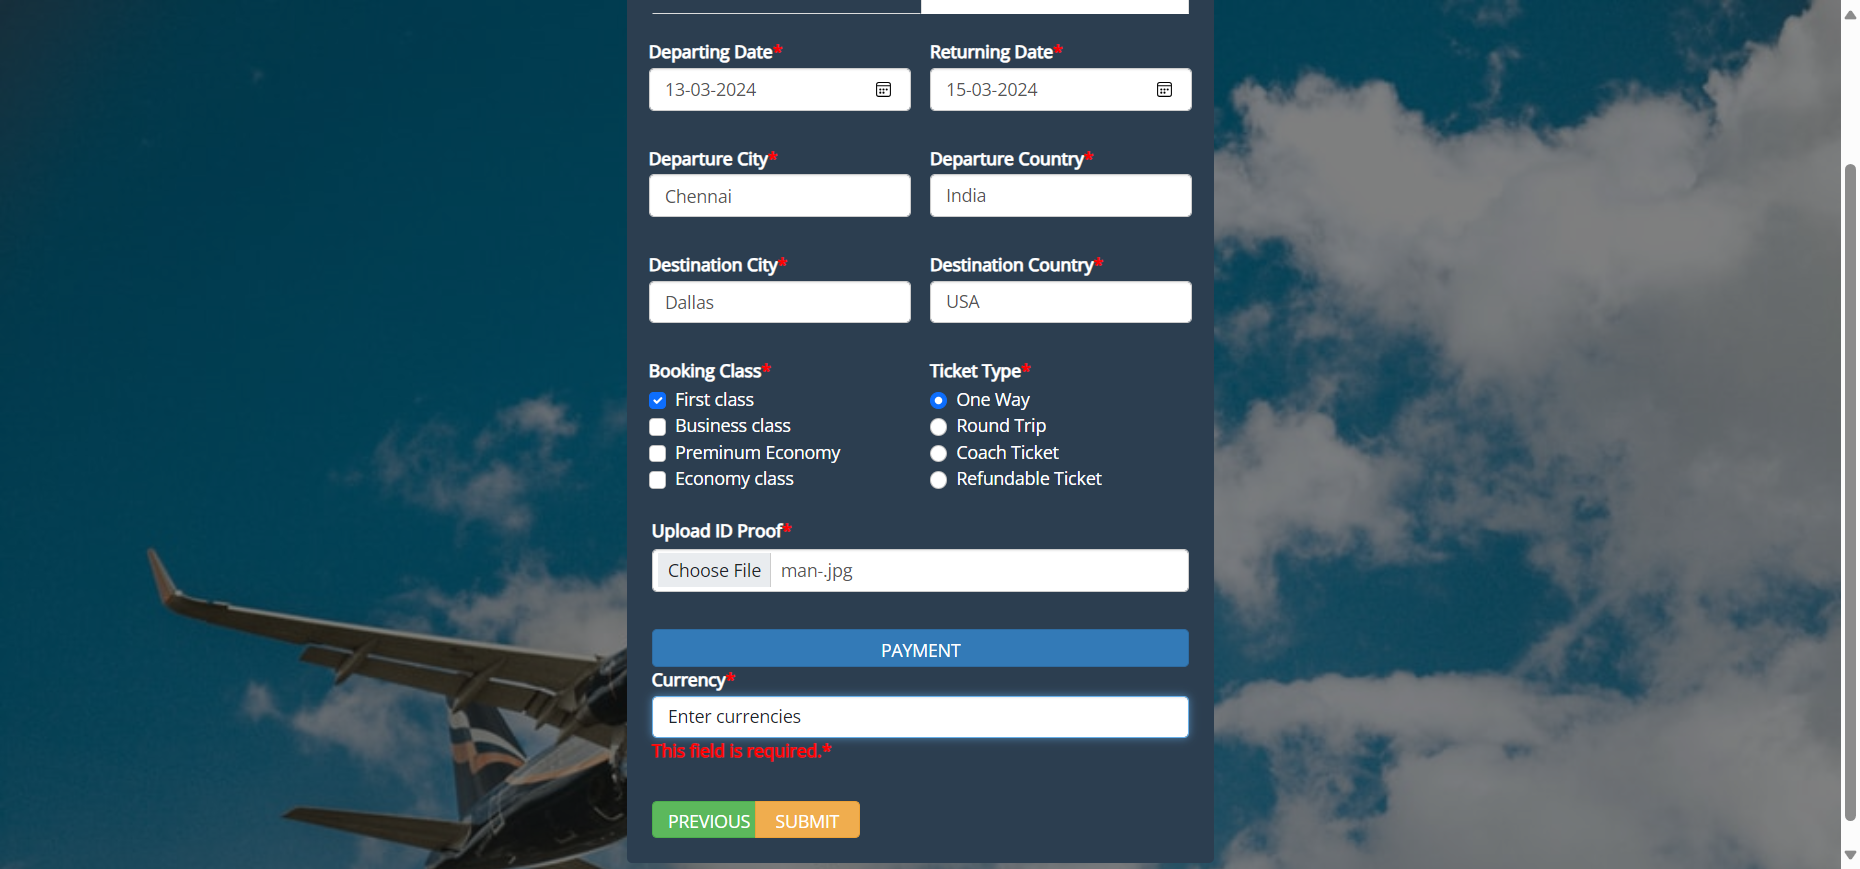 Departing Date* Returning Date*
13-03-2024 15-03-2024
Departure City* Departure Country*
Chennai India
Destination City* Destination Country*
Dallas USA
Booking Class* Ticket Type*
First class One Way
Business class Round Trip
Preminum Economy Coach Ticket
Economy class Refundable Ticket
Upload ID Proof*
Choose File man-.jpg
PAYMENT
Currency*
Enter currencies
This field is required.*
PREVIOUS SUBMIT